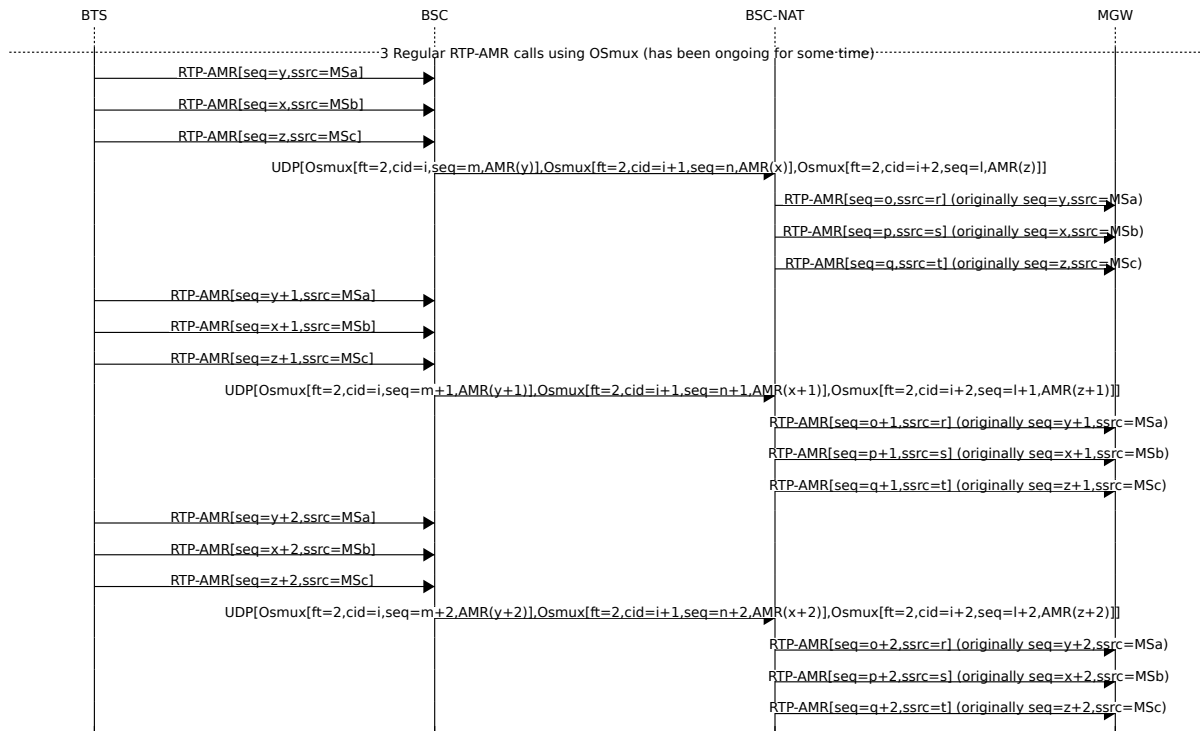 BTS BSC BSC-NAT MGW
3 Regular RTP-AMR calls using OSmux (has been ongoing for some time)
RTP-AMR[seq=y,ssrc=MSa]
RTP-AMR[seq=x,ssrc=MSb]
RTP-AMR[seq=z,ssrc=MSc]
UDP[Osmux[ft=2,cid=i,seq=m,AMR(y)],Osmux[ft=2,cid=i+1,seq=n,AMR(x)],Osmux[ft=2,cid=i+2,seq=l,AMR(z)]]
RTP-AMR[seq=o,ssrc=r] (originally seq=y,ssrc=MSa)
RTP-AMR[seq=p,ssrc=s] (originally seq=x,ssrc=MSb)
RTP-AMR[seq=q,ssrc=t] (originally seq=z,ssrc=MSc)
RTP-AMR[seq=y+1,ssrc=MSa]
RTP-AMR[seq=x+1,ssrc=MSb]
RTP-AMR[seq=z+1,ssrc=MSc]
UDP[Osmux[ft=2,cid=i,seq=m+1,AMR(y+1)],Osmux[ft=2,cid=i+1,seq=n+1,AMR(x+1)],Osmux[ft=2,cid=i+2,seq=l+1,AMR(z+1)]]
RTP-AMR[seq=o+1,ssrc=r] (originally seq=y+1,ssrc=MSa)
RTP-AMR[seq=p+1,ssrc=s] (originally seq=x+1,ssrc=MSb)
RTP-AMR[seq=q+1,ssrc=t] (originally seq=z+1,ssrc=MSc)
RTP-AMR[seq=y+2,ssrc=MSa]
RTP-AMR[seq=x+2,ssrc=MSb]
RTP-AMR[seq=z+2,ssrc=MSc]
UDP[Osmux[ft=2,cid=i,seq=m+2,AMR(y+2)],Osmux[ft=2,cid=i+1,seq=n+2,AMR(x+2)],Osmux[ft=2,cid=i+2,seq=l+2,AMR(z+2)]]
RTP-AMR[seq=o+2,ssrc=r] (originally seq=y+2,ssrc=MSa)
RTP-AMR[seq=p+2,ssrc=s] (originally seq=x+2,ssrc=MSb)
RTP-AMR[seq=q+2,ssrc=t] (originally seq=z+2,ssrc=MSc)